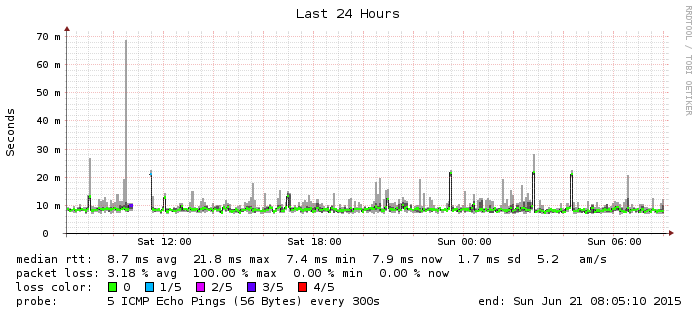 Last 24 Hours
RRDTOOL / TOBI OETIKER
Seconds
70 m
60 m
50 m
40 m
30 m
20 m
10 m
0
Sat 12:00 Sat 18:00 Sun 00:00 Sun 06:00
median rtt: 8.7 ms avg 21.8 ms max 7.4 ms min 7.9 ms now 1.7 ms sd 5.2 am/s
packet loss: 3.18 % avg 100.00 % max 0.00 % min 0.00 % now
loss color: 0 1/5 2/5 3/5 4/5
probe: 5 ICMP Echo Pings (56 Bytes) every 300s end: Sun Jun 21 08:05:10 2015